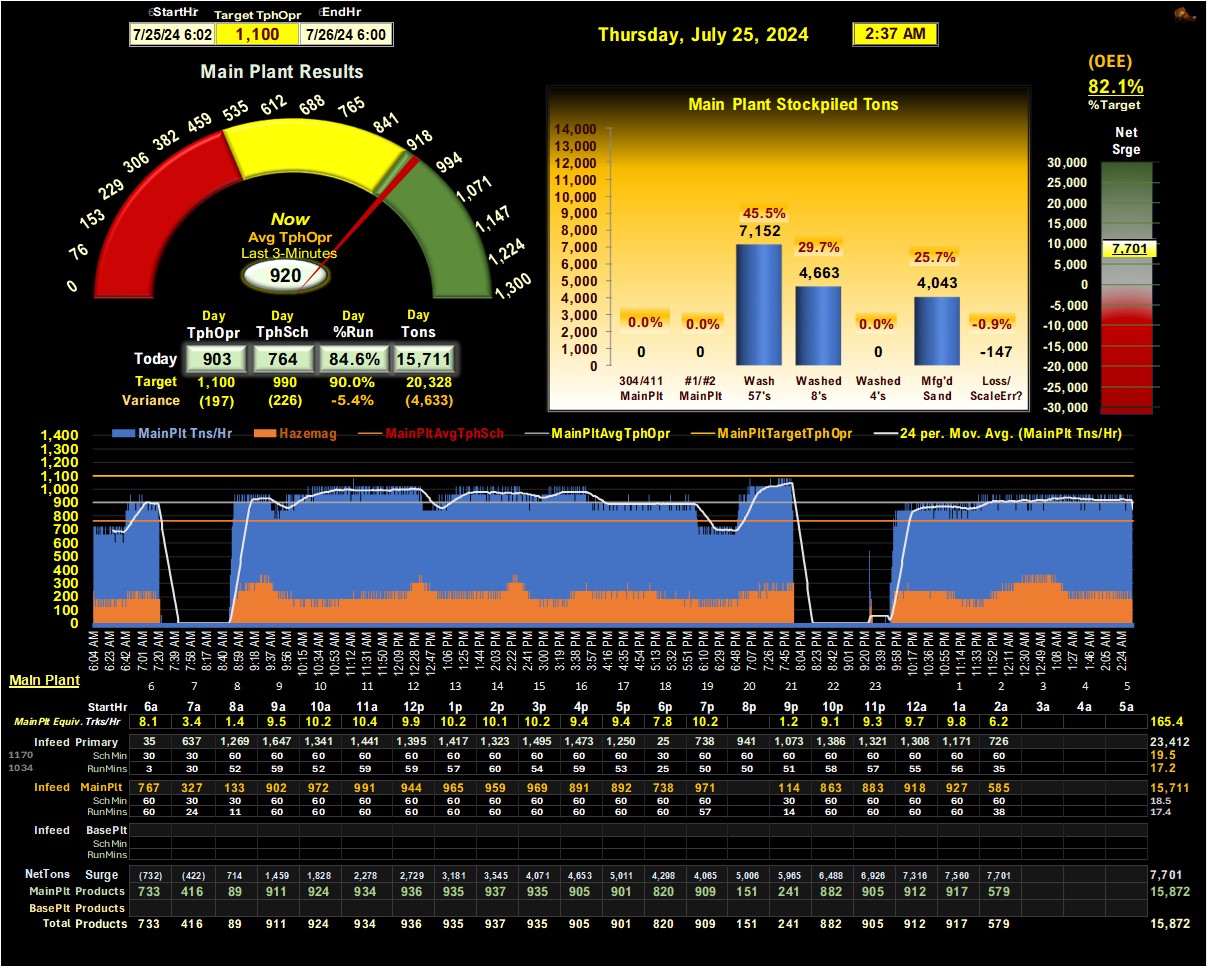 StartHr Target TphOpr EndHr
7/25/24 6:02 1,100 7/26/24 6:00
Thursday, July 25, 2024 2:37 AM
(OEE)
82.1%
%Target
Main Plant Results
0 76 153 229 306 382 459 535 612 688 765 841 918 994 1,071 1,147 1,224 1,300
Now
Avg TphOpr
Last 3-Minutes
920
Day Day Day Day
TphOpr TphSch %Run Tons
Today 903 764 84.6% 15,711
Target 1,100 990 90.0% 20,328
Variance (197) (226) -5.4% (4,633)
Main Plant Stockpiled Tons
14,000
13,000
12,000
11,000
10,000
9,000
8,000
7,000
6,000
5,000
4,000
3,000
2,000
1,000
0
0.0% 0.0% 45.5% 29.7% 0.0% 25.7% -0.9%
0 0 7,152 4,663 0 4,043 -147
304/411 #1/#2 Wash Washed Washed Mfg'd Loss/
MainPlt MainPlt 57's 8's 4's Sand ScaleErr?
Net
Srge
30,000
25,000
20,000
15,000
10,000
5,000
0
-5,000
-10,000
-15,000
-20,000
-25,000
-30,000
7,701
MainPlt Tns/Hr Hazemag MainPltAvgTphSch MainPltAvgTphOpr MainPltTargetTphOpr 24 per. Mov. Avg. (MainPlt Tns/Hr)
1,400
1,300
1,200
1,100
1,000
900
800
700
600
500
400
300
200
100
0
6:04 AM 6:23 AM 6:42 AM 7:01 AM 7:20 AM 7:39 AM 7:58 AM 8:17 AM 8:40 AM 8:59 AM 9:18 AM 9:37 AM 9:56 AM 10:15 AM 10:34 AM 10:53 AM 11:12 AM 11:31 AM 11:50 AM 12:09 PM 12:28 PM 12:47 PM 1:06 PM 1:25 PM 1:44 PM 2:03 PM 2:22 PM 2:41 PM 3:00 PM 3:19 PM 3:38 PM 3:57 PM 4:16 PM 4:35 PM 4:54 PM 5:13 PM 5:32 PM 5:51 PM 6:10 PM 6:29 PM 6:48 PM 7:07 PM 7:26 PM 7:45 PM 8:04 PM 8:23 PM 8:42 PM 9:01 PM 9:20 PM 9:39 PM 9:58 PM 10:17 PM 10:36 PM 10:55 PM 11:14 PM 11:33 PM 11:52 PM 12:11 AM 12:30 AM 12:49 AM 1:08 AM 1:27 AM 1:46 AM 2:05 AM 2:24 AM
Main Plant
6 7 8 9 10 11 12 13 14 15 16 17 18 19 20 21 22 23 1 2 3 4 5
StartHr 6a 7a 8a 9a 10a 11a 12p 1p 2p 3p 4p 5p 6p 7p 8p 9p 10p 11p 12a 1a 2a 3a 4a 5a
MainPlt Equiv. Trks/Hr 8.1 3.4 1.4 9.5 10.2 10.4 9.9 10.2 10.1 10.2 9.4 9.4 7.8 10.2 1.2 9.1 9.3 9.7 9.8 6.2 165.4
Infeed Primary 35 637 1,269 1,647 1,341 1,441 1,395 1,417 1,323 1,495 1,473 1,250 25 738 941 1,073 1,386 1,321 1,308 1,171 726 23,412
1170 Sch Min 30 30 60 60 60 60 60 60 60 60 60 60 30 60 60 60 60 60 60 60 35 19.5
1034 RunMins 3 30 52 59 52 59 59 57 60 54 59 53 25 50 50 51 58 57 55 56 35 17.2
Infeed MainPlt 767 327 133 902 972 991 944 965 959 969 891 892 738 971 114 863 883 918 927 585 15,711
Sch Min 60 30 30 60 60 60 60 60 60 60 60 60 60 60 30 60 60 60 60 60 18.5
RunMins 60 24 11 60 60 60 60 60 60 60 60 60 60 57 14 60 60 60 60 38 17.4
Infeed BasePlt
Sch Min
RunMins
NetTons Surge (732) (422) 714 1,459 1,828 2,278 2,729 3,181 3,545 4,071 4,653 5,011 4,298 4,065 5,006 5,965 6,488 6,926 7,316 7,560 7,701 7,701
MainPlt Products 733 416 89 911 924 934 936 935 937 935 905 901 820 909 151 241 882 905 912 917 579 15,872
BasePlt Products
Total Products 733 416 89 911 924 934 936 935 937 935 905 901 820 909 151 241 882 905 912 917 579 15,872